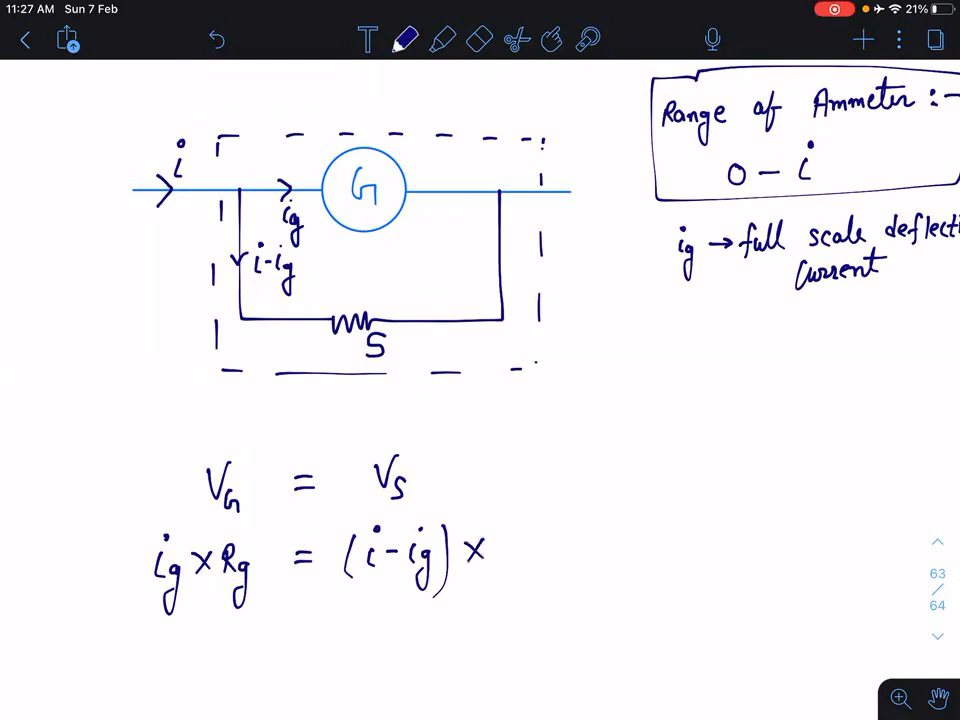 11:27 AM Sun 7 Feb
21%
T
i
G
ig
i-ig
S
Range of Ammeter :-
0 - i
ig → full scale deflecti
current
VG = VS
ig × Rg = (i - ig) ×
63
/
64